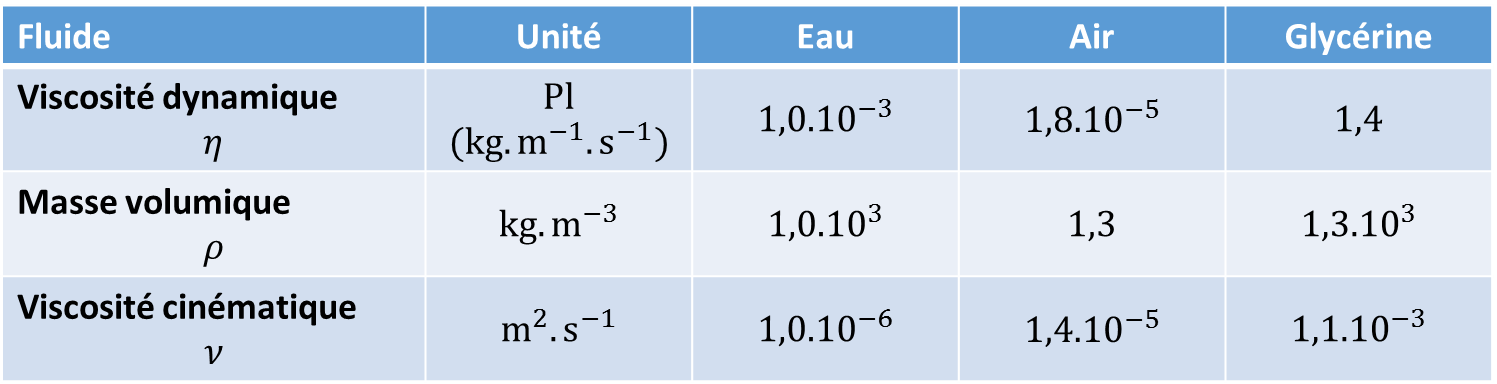 Fluide Unité Eau Air Glycérine
Viscosité dynamique
η
Pl
(kg. m⁻¹. s⁻¹)
1,0.10⁻³ 1,8.10⁻⁵ 1,4
Masse volumique
ρ
kg. m⁻³ 1,0.10³ 1,3 1,3.10³
Viscosité cinématique
ν
m². s⁻¹ 1,0.10⁻⁶ 1,4.10⁻⁵ 1,1.10⁻³